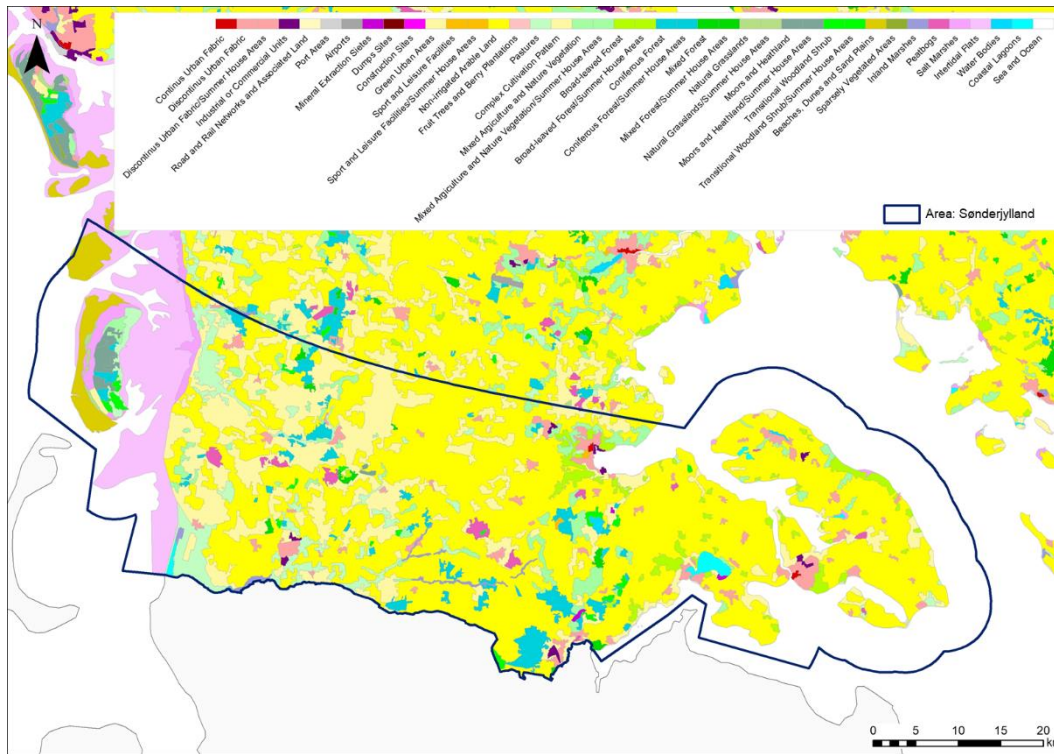 N
Continuis Urban Fabric
Discontinus Urban Fabric
Discontinus Urban Fabric/Summer House Areas
Industrial or Commercial Units
Road and Rail Networks and Associated Land
Port Areas
Airports
Mineral Extraction Sieles
Dump Sites
Construction Sites
Green Urban Areas
Sport and Leisure Facilities
Sport and Leisure Facilities/Summer House Areas
Non-irrigated Arable Land
Fruit Trees and Berry Plantations
Patures
Complex Cultivation Pattern
Mixed Argiculture and Nature Vegetation
Mixed Argiculture and Nature Vegetation/Summer House Areas
Broad-leaved Forest
Broad-leaved Forest/Summer House Areas
Coniferous Forest
Coniferous Forest/Summer House Areas
Mixed Forest
Mixed Forest/Summer House Areas
Natural Grasslands
Natural Grasslands/Summer House Areas
Moors and Heathland
Moors and Heathland/Summer House Areas
Transitional Woodland Shrub
Transitional Woodland Shrub/Summer House Areas
Beaches, Dunes and Sand Plains
Sparsely Vegetated Areas
Inland Marshes
Peatbogs
Salt Marshes
Intertidal Flats
Water Bodies
Coastal Lagoons
Sea and Ocean
Area: Sønderjylland
0 5 10 15 20